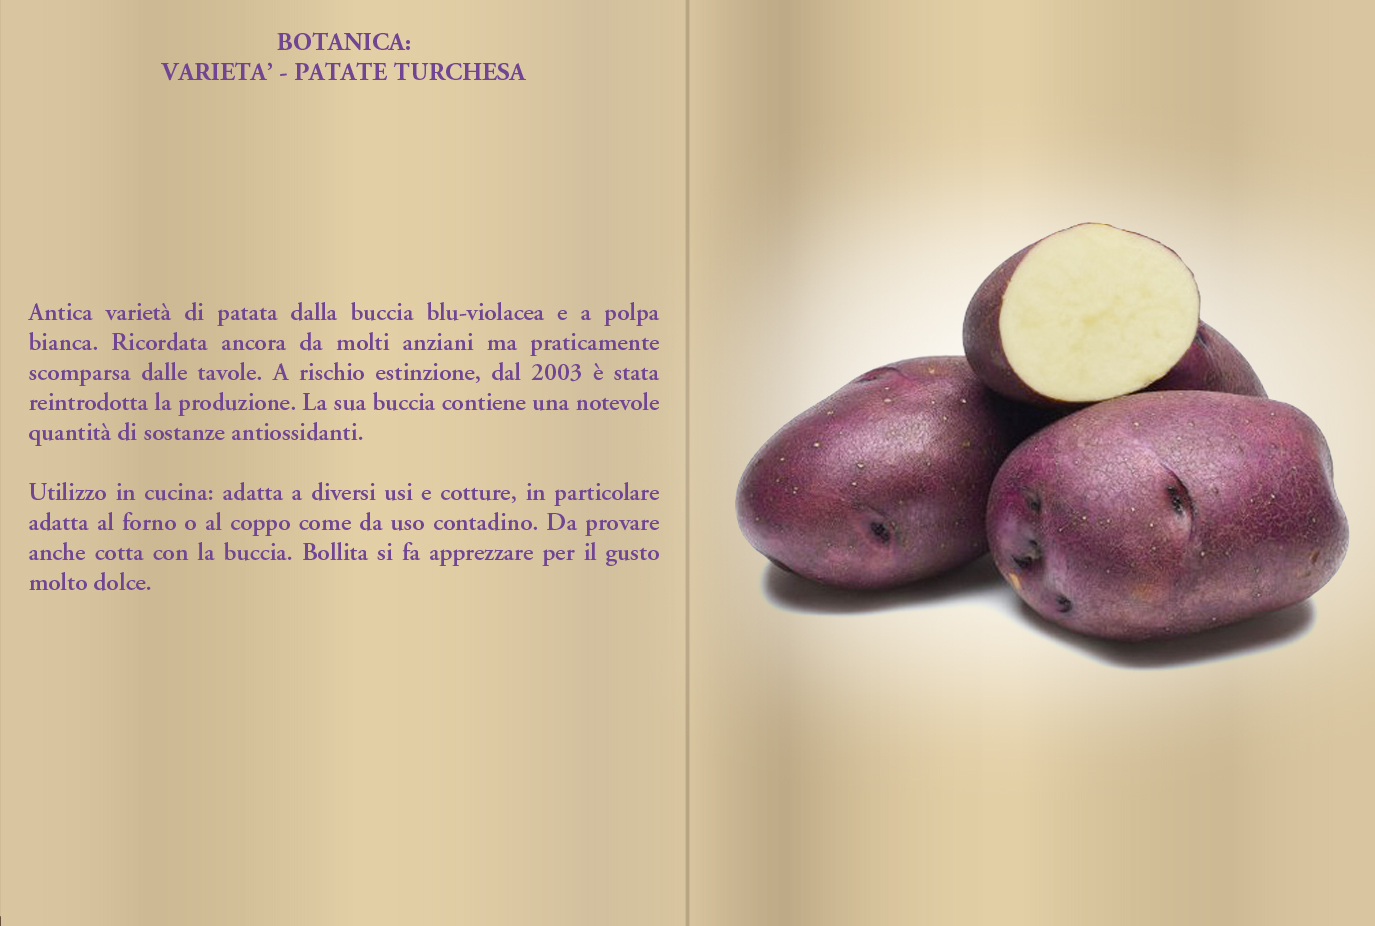 BOTANICA:
VARIETA’ - PATATE TURCHESA
Antica varietà di patata dalla buccia blu-violacea e a polpa
bianca. Ricordata ancora da molti anziani ma praticamente
scomparsa dalle tavole. A rischio estinzione, dal 2003 è stata
reintrodotta la produzione. La sua buccia contiene una notevole
quantità di sostanze antiossidanti.
Utilizzo in cucina: adatta a diversi usi e cotture, in particolare
adatta al forno o al coppo come da uso contadino. Da provare
anche cotta con la buccia. Bollita si fa apprezzare per il gusto
molto dolce.